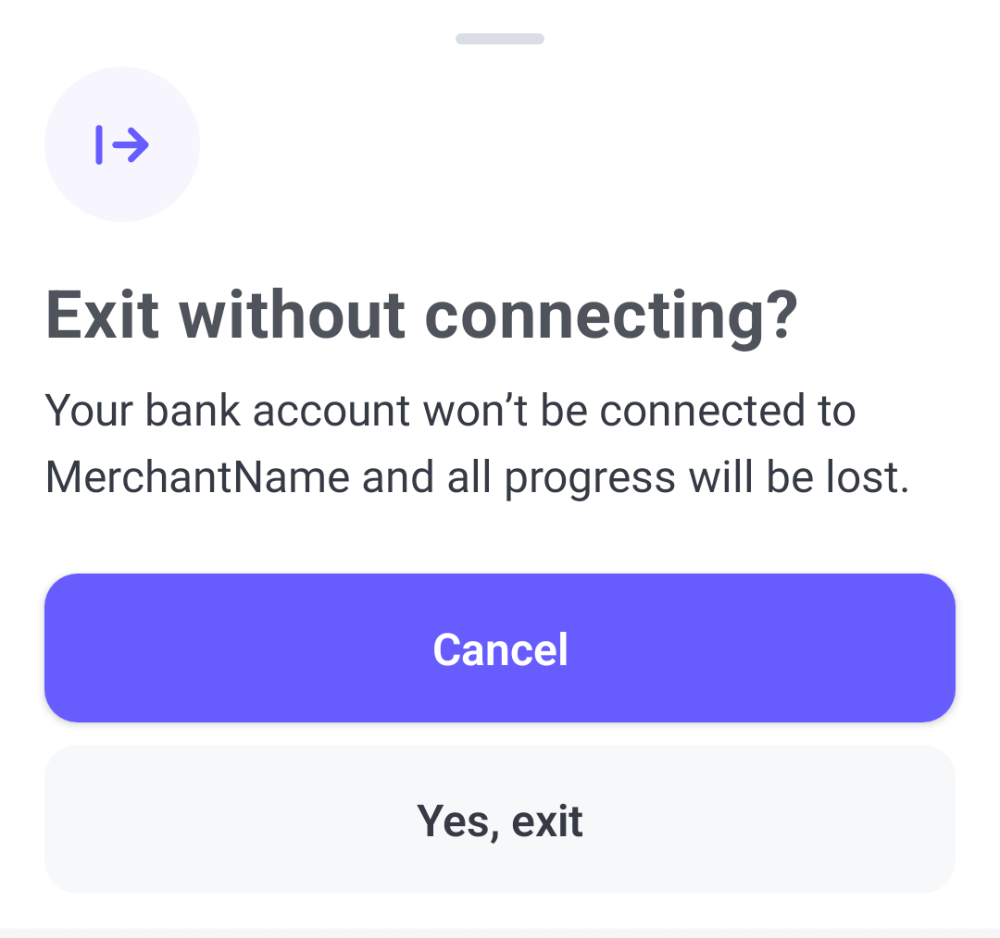 Exit without connecting?
Your bank account won’t be connected to
MerchantName and all progress will be lost.
Cancel
Yes, exit